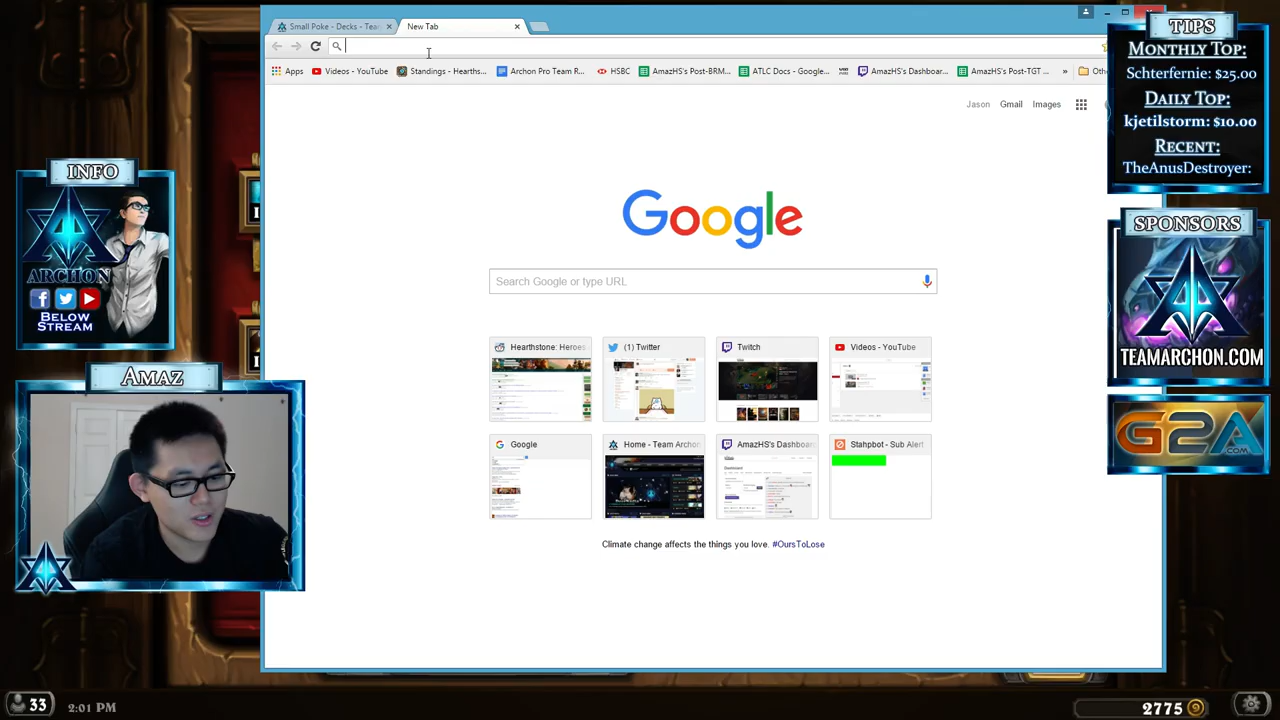 Small Poke - Decks - Tea
New Tab
Apps
Videos - YouTube
Standings - Hearths...
Archon Pro Team R...
HSBC
AmazHS's Post-BRM...
ATLC Docs - Google...
AmazHS's Dashboar...
AmazHS's Post-TGT ...
»
Oth
Jason
Gmail
Images
Google
Search Google or type URL
Hearthstone: Heroes
(1) Twitter
Twitch
Videos - YouTube
Google
Home - Team Archon
AmazHS's Dashboar
Stahpbot - Sub Alert
Climate change affects the things you love. #OursToLose
INFO
ARCHON
BELOW
STREAM
AMAZ
TIPS
MONTHLY TOP:
Schterfernie: $25.00
DAILY TOP:
kjetilstorm: $10.00
RECENT:
TheAnusDestroyer:
SPONSORS
TEAMARCHON.COM
G2A
.COM
33
2:01 PM
2775